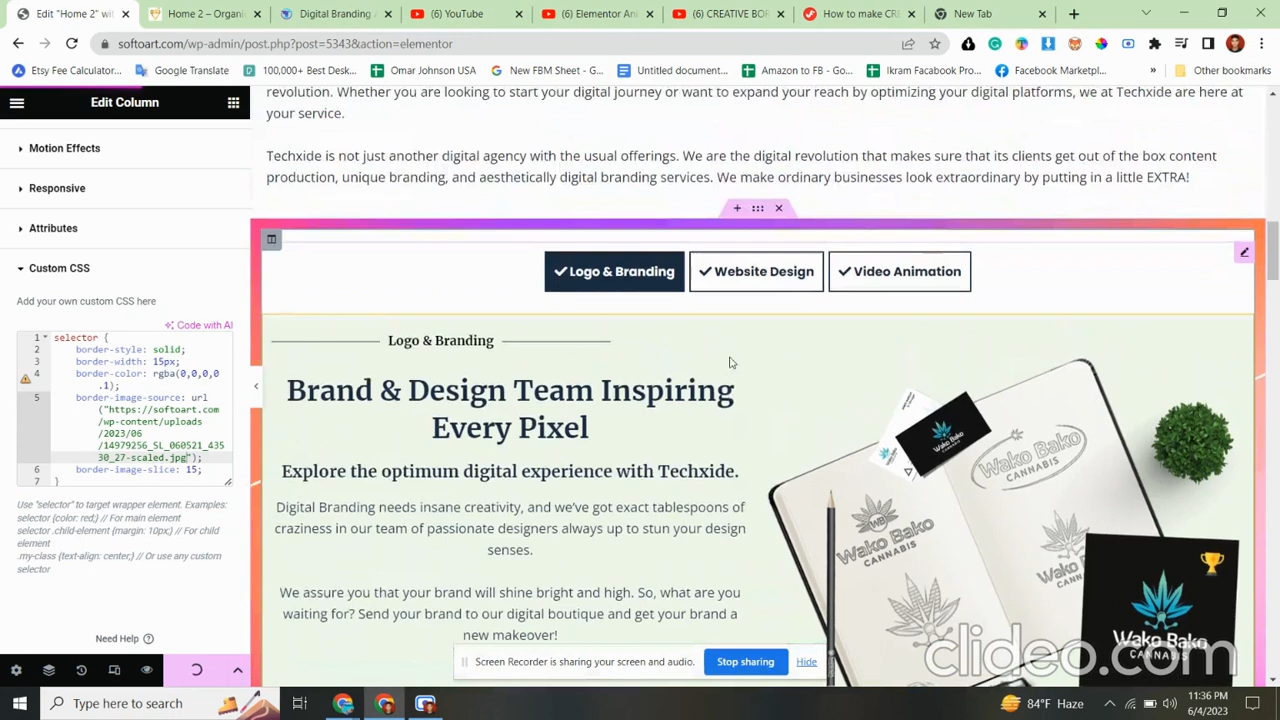 Edit "Home 2" wi
Home 2 – Organic
Digital Branding A
(6) YouTube
(6) Elementor Ani
(6) CREATIVE BOR
How to make CRE
New Tab
softoart.com/wp-admin/post.php?post=5343&action=elementor
Etsy Fee Calculator...
Google Translate
100,000+ Best Desk...
Omar Johnson USA
New FBM Sheet - G...
Untitled document...
Amazon to FB - Go...
Ikram Facabook Pro...
Facebook Marketpl...
»
Other bookmarks
Edit Column
revolution. Whether you are looking to start your digital journey or want to expand your reach by optimizing your digital platforms, we at Techxide are here at
your service.
Motion Effects
Techxide is not just another digital agency with the usual offerings. We are the digital revolution that makes sure that its clients get out of the box content
production, unique branding, and aesthetically digital branding services. We make ordinary businesses look extraordinary by putting in a little EXTRA!
Responsive
Attributes
Custom CSS
Add your own custom CSS here
Code with AI
1 selector {
2 border-style: solid;
3 border-width: 15px;
4 border-color: rgba(0,0,0,0
.1);
5 border-image-source: url
("https://softoart.com
/wp-content/uploads
/2023/06
/14979256_SL_060521_435
30_27-scaled.jpg");
6 border-image-slice: 15;
7 }
Use "selector" to target wrapper element. Examples:
selector {color: red;} // For main element
selector .child-element {margin: 10px;} // For child
element
.my-class {text-align: center;} // Or use any custom
selector
Need Help
Logo & Branding
Website Design
Video Animation
Logo & Branding
Brand & Design Team Inspiring
Every Pixel
Explore the optimum digital experience with Techxide.
Digital Branding needs insane creativity, and we've got exact tablespoons of
craziness in our team of passionate designers always up to stun your design
senses.
We assure you that your brand will shine bright and high. So, what are you
waiting for? Send your brand to our digital boutique and get your brand a
new makeover!
Wako Bako
CANNABIS
Wako Bako
CANNABIS
Wako Bako
CANNABIS
Screen Recorder is sharing your screen and audio.
Stop sharing
Hide
clideo.com
Type here to search
84°F Haze
11:36 PM
6/4/2023